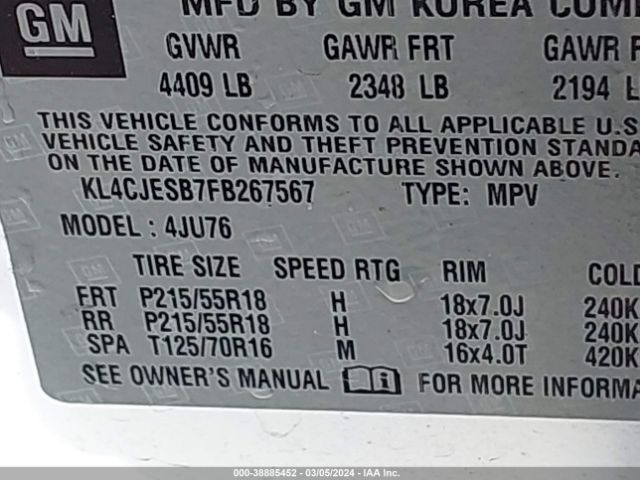 GM
MFD BY GM KOREA COMP
GVWR GAWR FRT GAWR
4409 LB 2348 LB 2194
THIS VEHICLE CONFORMS TO ALL APPLICABLE U.S
VEHICLE SAFETY AND THEFT PREVENTION STANDA
ON THE DATE OF MANUFACTURE SHOWN ABOVE.
KL4CJESB7FB267567 TYPE: MPV
MODEL : 4JU76
TIRE SIZE SPEED RTG RIM COLD
FRT P215/55R18 H 18x7.0J 240K
RR P215/55R18 H 18x7.0J 240K
SPA T125/70R16 M 16x4.0T 420K
SEE OWNER'S MANUAL FOR MORE INFORMA
000-38885452 - 03/05/2024 - IAA Inc.